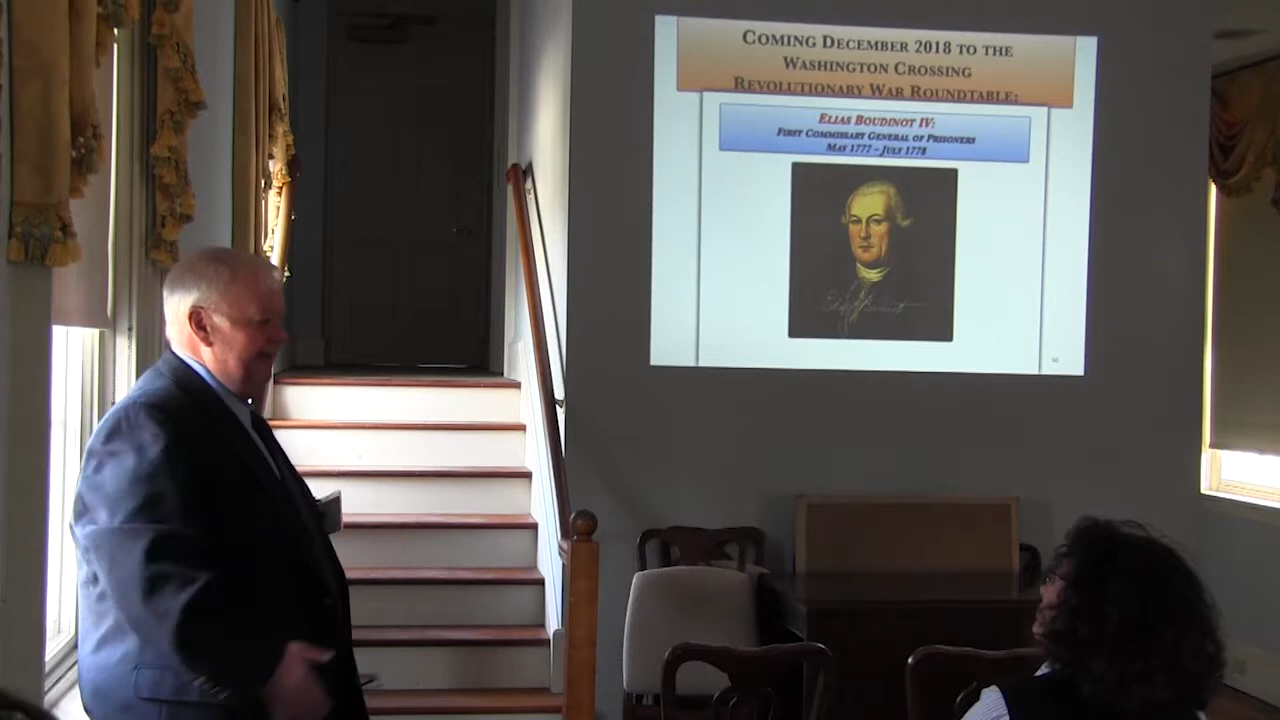 COMING DECEMBER 2018 TO THE
WASHINGTON CROSSING
REVOLUTIONARY WAR ROUNDTABLE:
ELIAS BOUDINOT IV:
FIRST COMMISSARY GENERAL OF PRISONERS
MAY 1777 – JULY 1778